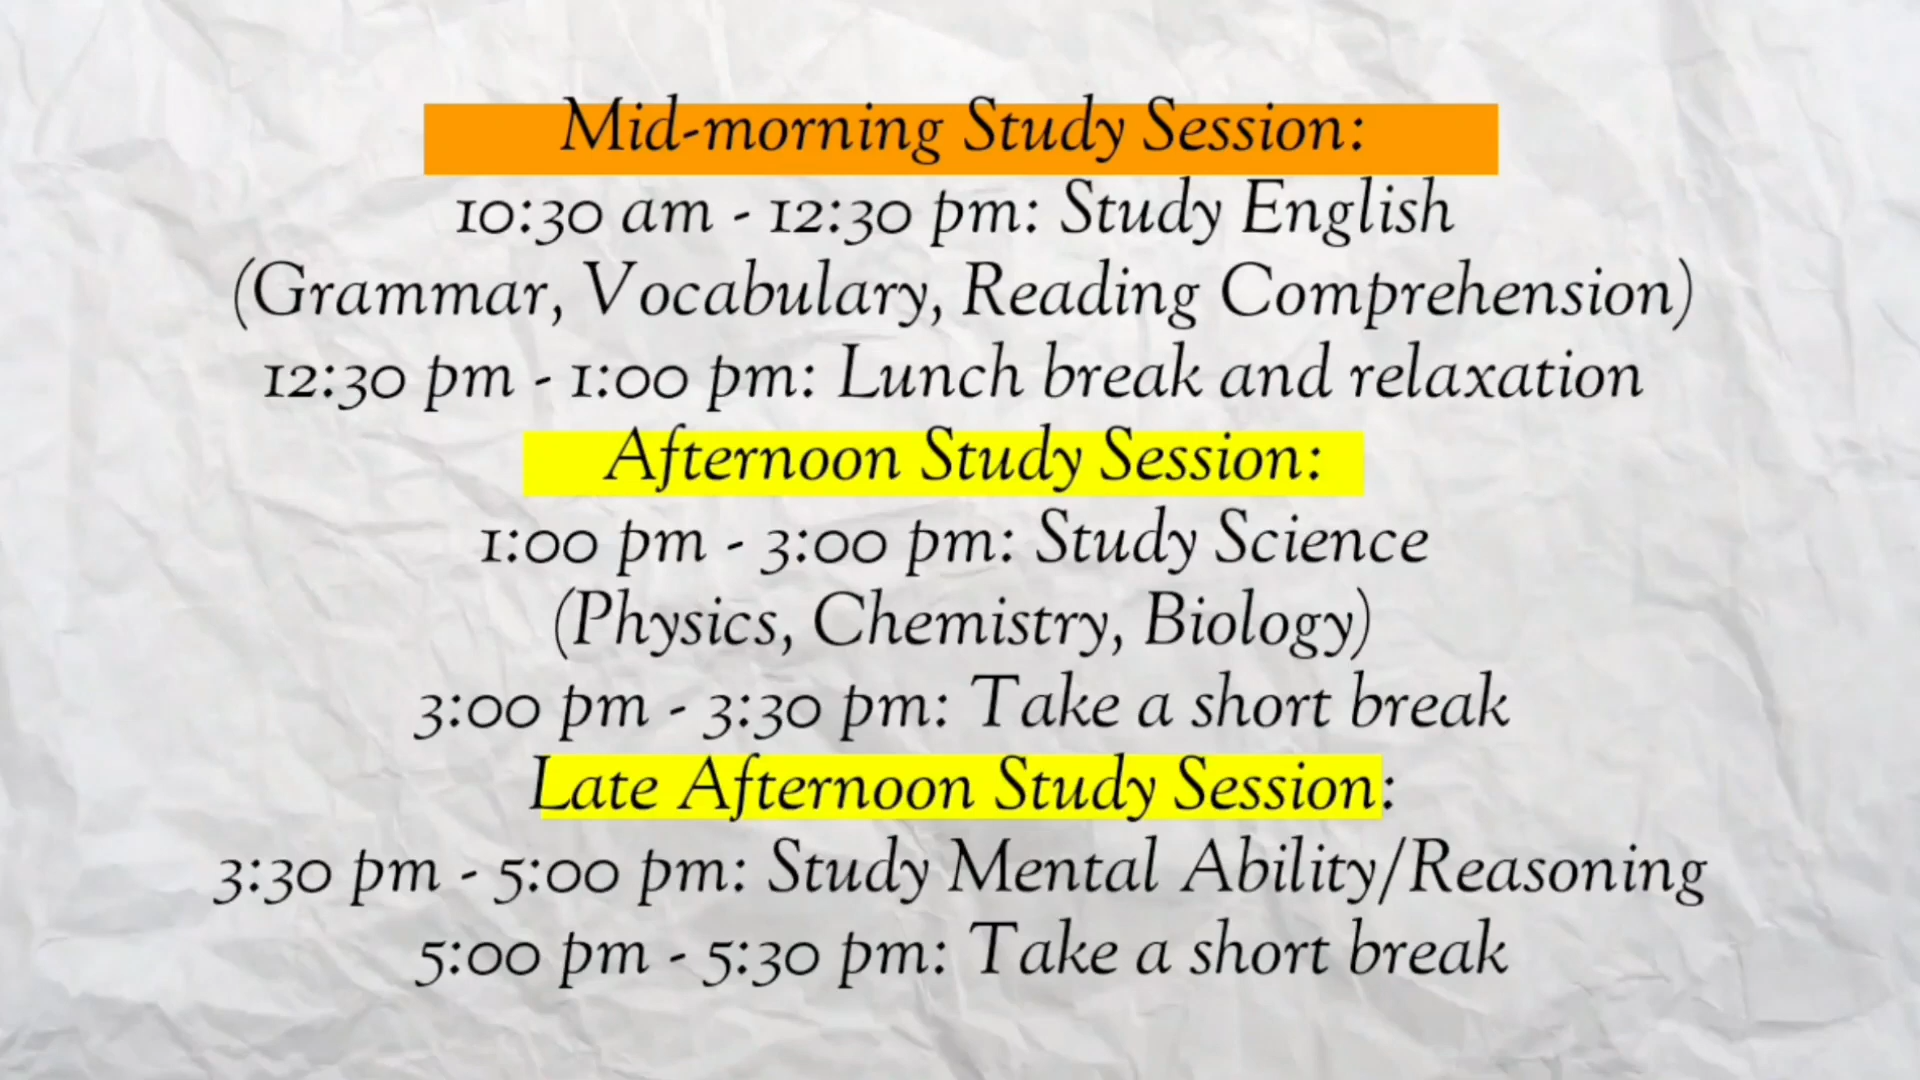 Mid-morning Study Session:
10:30 am - 12:30 pm: Study English
(Grammar, Vocabulary, Reading Comprehension)
12:30 pm - 1:00 pm: Lunch break and relaxation
Afternoon Study Session:
1:00 pm - 3:00 pm: Study Science
(Physics, Chemistry, Biology)
3:00 pm - 3:30 pm: Take a short break
Late Afternoon Study Session:
3:30 pm - 5:00 pm: Study Mental Ability/Reasoning
5:00 pm - 5:30 pm: Take a short break